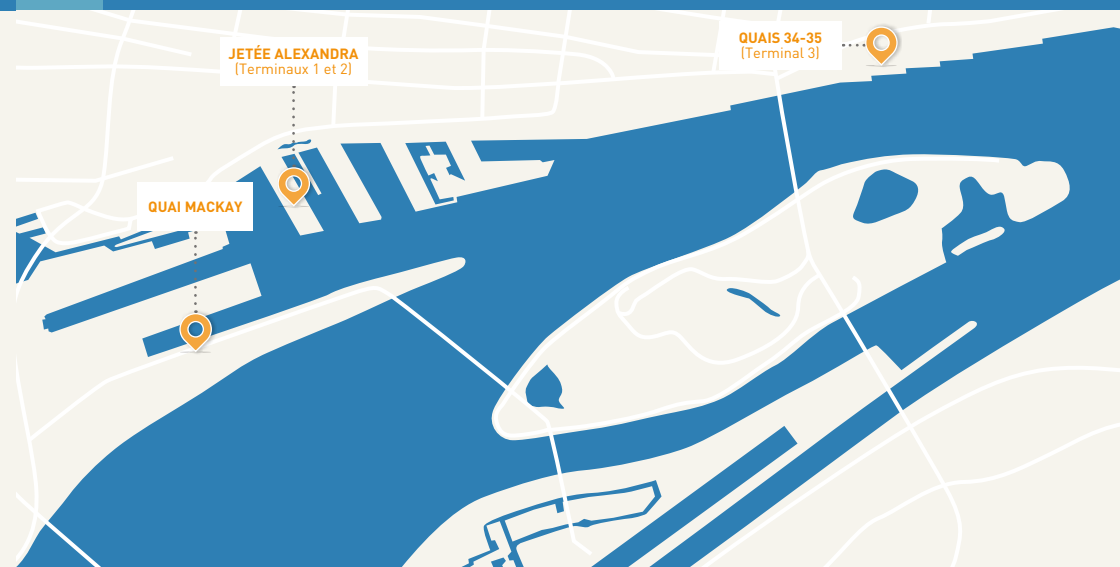 JETÉE ALEXANDRA
(Terminaux 1 et 2)
QUAIS 34-35
(Terminal 3)
QUAI MACKAY